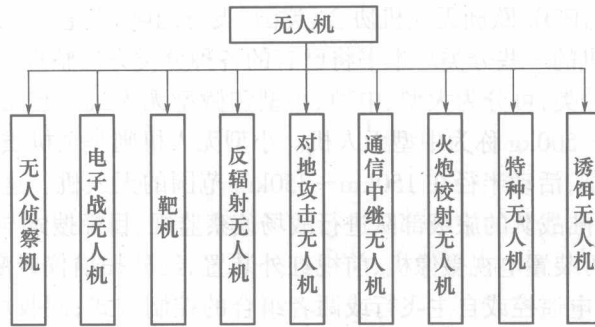 无人机
无人侦察机
电子战无人机
靶机
反辐射无人机
对地攻击无人机
通信中继无人机
火炮校射无人机
特种无人机
诱饵无人机